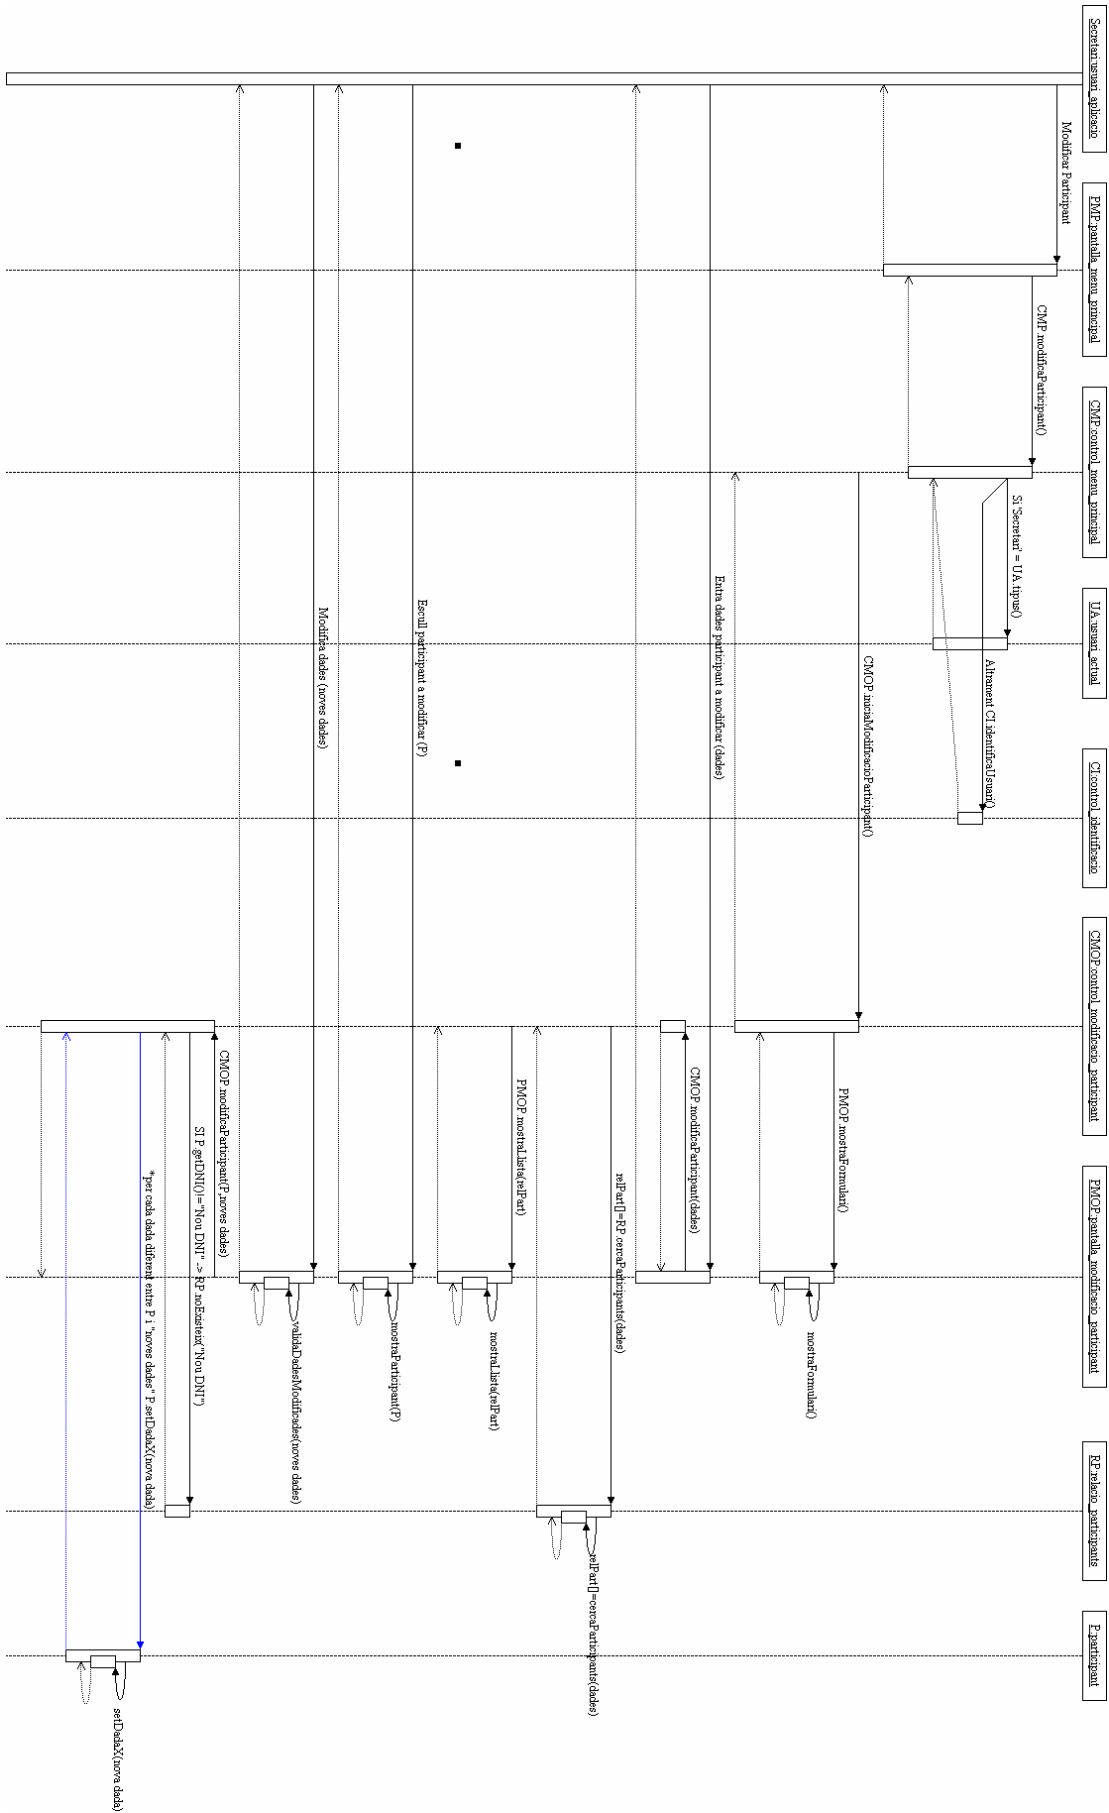 Secretari:usuari_aplicacio
PMP:pantalla_menu_principal
CMP:control_menu_principal
UA:usuari_actual
CI:control_identificacio
CMOP:control_modificacio_participant
PMOP:pantalla_modificacio_participant
RP:relacio_participants
P:participant
Modificar Participant
CMP.modificaParticipant()
Si 'Secretari' = UA.tipus()
Altrament CI.identificaUsuari()
CMOP.iniciaModificacioParticipant()
PMOP.mostraFormulari()
mostraFormulari()
Entra dades participant a modificar (dades)
CMOP.modificaParticipant(dades)
relPart[]=RP.cercaParticipants(dades)
relPart[]=cercaParticipants(dades)
PMOP.mostraLlista(relPart)
mostraLlista(relPart)
Escull participant a modificar (P)
mostraParticipant(P)
Modifica dades (noves dades)
validaDadesModificades(noves dades)
CMOP.modificaParticipant(P,noves dades)
SI P.getDNI()!="Nou DNI" -> RP.noExisteix("Nou DNI")
*per cada dada diferent entre P i "noves dades" P.setDadaX(nova dada)
setDadaX(nova dada)